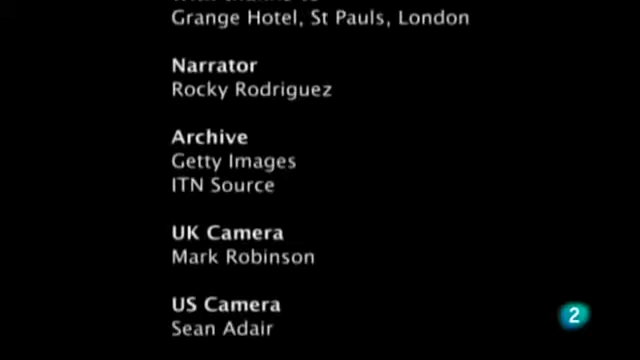 Grange Hotel, St Pauls, London
Narrator
Rocky Rodriguez
Archive
Getty Images
ITN Source
UK Camera
Mark Robinson
US Camera
Sean Adair
2